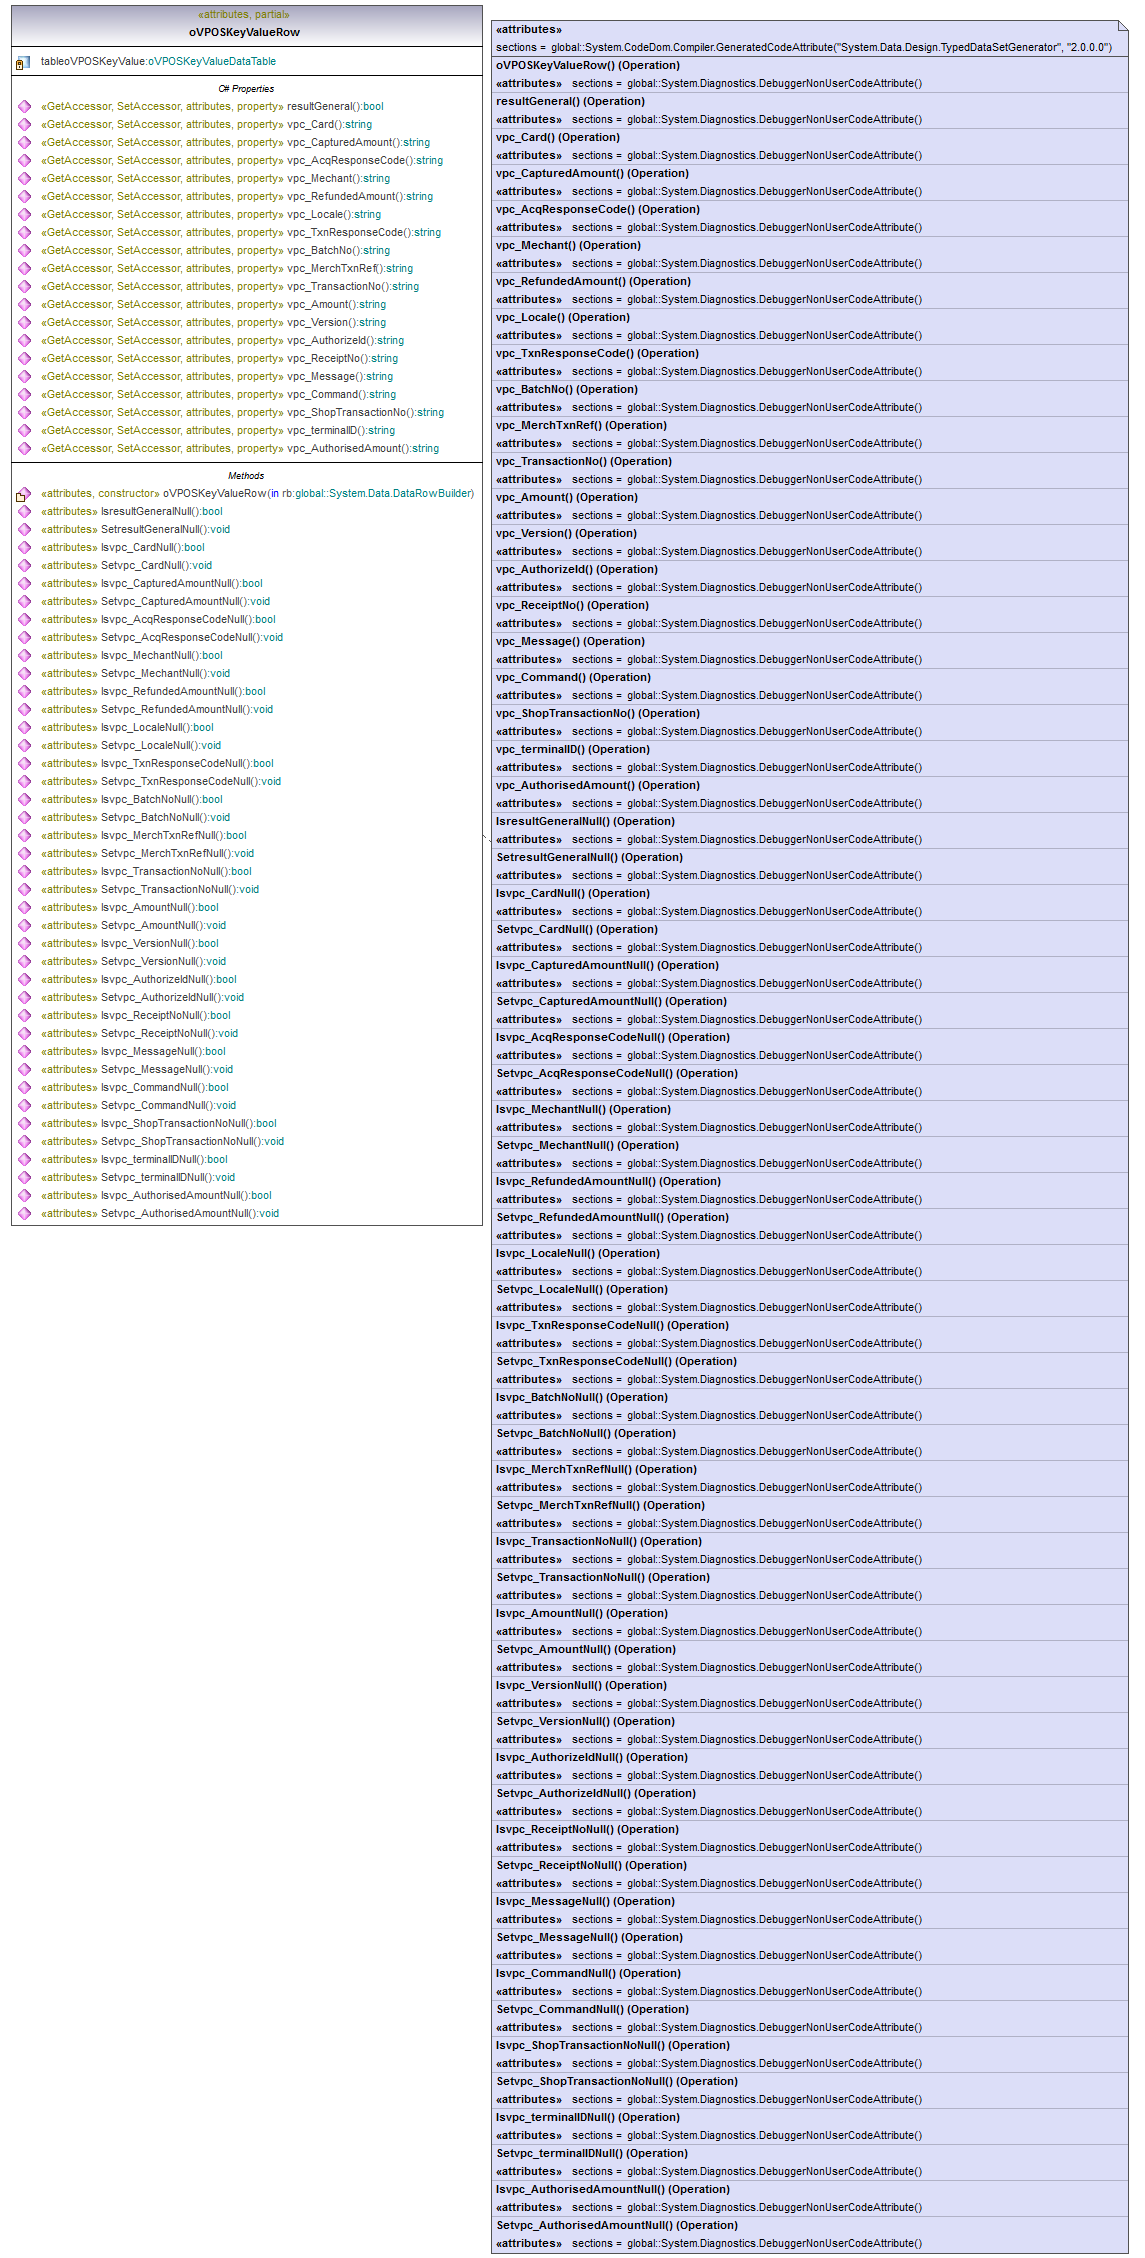 «attributes, partial»
oVPOSKeyValueRow
tableoVPOSKeyValue:oVPOSKeyValueDataTable
C# Properties
«GetAccessor, SetAccessor, attributes, property» resultGeneral():bool
«GetAccessor, SetAccessor, attributes, property» vpc_Card():string
«GetAccessor, SetAccessor, attributes, property» vpc_CapturedAmount():string
«GetAccessor, SetAccessor, attributes, property» vpc_AcqResponseCode():string
«GetAccessor, SetAccessor, attributes, property» vpc_Mechant():string
«GetAccessor, SetAccessor, attributes, property» vpc_RefundedAmount():string
«GetAccessor, SetAccessor, attributes, property» vpc_Locale():string
«GetAccessor, SetAccessor, attributes, property» vpc_TxnResponseCode():string
«GetAccessor, SetAccessor, attributes, property» vpc_BatchNo():string
«GetAccessor, SetAccessor, attributes, property» vpc_MerchTxnRef():string
«GetAccessor, SetAccessor, attributes, property» vpc_TransactionNo():string
«GetAccessor, SetAccessor, attributes, property» vpc_Amount():string
«GetAccessor, SetAccessor, attributes, property» vpc_Version():string
«GetAccessor, SetAccessor, attributes, property» vpc_AuthorizeId():string
«GetAccessor, SetAccessor, attributes, property» vpc_ReceiptNo():string
«GetAccessor, SetAccessor, attributes, property» vpc_Message():string
«GetAccessor, SetAccessor, attributes, property» vpc_Command():string
«GetAccessor, SetAccessor, attributes, property» vpc_ShopTransactionNo():string
«GetAccessor, SetAccessor, attributes, property» vpc_terminalID():string
«GetAccessor, SetAccessor, attributes, property» vpc_AuthorisedAmount():string
Methods
«attributes, constructor» oVPOSKeyValueRow(in rb:global::System.Data.DataRowBuilder)
«attributes» IsresultGeneralNull():bool
«attributes» SetresultGeneralNull():void
«attributes» Isvpc_CardNull():bool
«attributes» Setvpc_CardNull():void
«attributes» Isvpc_CapturedAmountNull():bool
«attributes» Setvpc_CapturedAmountNull():void
«attributes» Isvpc_AcqResponseCodeNull():bool
«attributes» Setvpc_AcqResponseCodeNull():void
«attributes» Isvpc_MechantNull():bool
«attributes» Setvpc_MechantNull():void
«attributes» Isvpc_RefundedAmountNull():bool
«attributes» Setvpc_RefundedAmountNull():void
«attributes» Isvpc_LocaleNull():bool
«attributes» Setvpc_LocaleNull():void
«attributes» Isvpc_TxnResponseCodeNull():bool
«attributes» Setvpc_TxnResponseCodeNull():void
«attributes» Isvpc_BatchNoNull():bool
«attributes» Setvpc_BatchNoNull():void
«attributes» Isvpc_MerchTxnRefNull():bool
«attributes» Setvpc_MerchTxnRefNull():void
«attributes» Isvpc_TransactionNoNull():bool
«attributes» Setvpc_TransactionNoNull():void
«attributes» Isvpc_AmountNull():bool
«attributes» Setvpc_AmountNull():void
«attributes» Isvpc_VersionNull():bool
«attributes» Setvpc_VersionNull():void
«attributes» Isvpc_AuthorizeIdNull():bool
«attributes» Setvpc_AuthorizeIdNull():void
«attributes» Isvpc_ReceiptNoNull():bool
«attributes» Setvpc_ReceiptNoNull():void
«attributes» Isvpc_MessageNull():bool
«attributes» Setvpc_MessageNull():void
«attributes» Isvpc_CommandNull():bool
«attributes» Setvpc_CommandNull():void
«attributes» Isvpc_ShopTransactionNoNull():bool
«attributes» Setvpc_ShopTransactionNoNull():void
«attributes» Isvpc_terminalIDNull():bool
«attributes» Setvpc_terminalIDNull():void
«attributes» Isvpc_AuthorisedAmountNull():bool
«attributes» Setvpc_AuthorisedAmountNull():void
«attributes»
sections = global::System.CodeDom.Compiler.GeneratedCodeAttribute("System.Data.Design.TypedDataSetGenerator", "2.0.0.0")
oVPOSKeyValueRow() (Operation)
«attributes» sections = global::System.Diagnostics.DebuggerNonUserCodeAttribute()
resultGeneral() (Operation)
«attributes» sections = global::System.Diagnostics.DebuggerNonUserCodeAttribute()
vpc_Card() (Operation)
«attributes» sections = global::System.Diagnostics.DebuggerNonUserCodeAttribute()
vpc_CapturedAmount() (Operation)
«attributes» sections = global::System.Diagnostics.DebuggerNonUserCodeAttribute()
vpc_AcqResponseCode() (Operation)
«attributes» sections = global::System.Diagnostics.DebuggerNonUserCodeAttribute()
vpc_Mechant() (Operation)
«attributes» sections = global::System.Diagnostics.DebuggerNonUserCodeAttribute()
vpc_RefundedAmount() (Operation)
«attributes» sections = global::System.Diagnostics.DebuggerNonUserCodeAttribute()
vpc_Locale() (Operation)
«attributes» sections = global::System.Diagnostics.DebuggerNonUserCodeAttribute()
vpc_TxnResponseCode() (Operation)
«attributes» sections = global::System.Diagnostics.DebuggerNonUserCodeAttribute()
vpc_BatchNo() (Operation)
«attributes» sections = global::System.Diagnostics.DebuggerNonUserCodeAttribute()
vpc_MerchTxnRef() (Operation)
«attributes» sections = global::System.Diagnostics.DebuggerNonUserCodeAttribute()
vpc_TransactionNo() (Operation)
«attributes» sections = global::System.Diagnostics.DebuggerNonUserCodeAttribute()
vpc_Amount() (Operation)
«attributes» sections = global::System.Diagnostics.DebuggerNonUserCodeAttribute()
vpc_Version() (Operation)
«attributes» sections = global::System.Diagnostics.DebuggerNonUserCodeAttribute()
vpc_AuthorizeId() (Operation)
«attributes» sections = global::System.Diagnostics.DebuggerNonUserCodeAttribute()
vpc_ReceiptNo() (Operation)
«attributes» sections = global::System.Diagnostics.DebuggerNonUserCodeAttribute()
vpc_Message() (Operation)
«attributes» sections = global::System.Diagnostics.DebuggerNonUserCodeAttribute()
vpc_Command() (Operation)
«attributes» sections = global::System.Diagnostics.DebuggerNonUserCodeAttribute()
vpc_ShopTransactionNo() (Operation)
«attributes» sections = global::System.Diagnostics.DebuggerNonUserCodeAttribute()
vpc_terminalID() (Operation)
«attributes» sections = global::System.Diagnostics.DebuggerNonUserCodeAttribute()
vpc_AuthorisedAmount() (Operation)
«attributes» sections = global::System.Diagnostics.DebuggerNonUserCodeAttribute()
IsresultGeneralNull() (Operation)
«attributes» sections = global::System.Diagnostics.DebuggerNonUserCodeAttribute()
SetresultGeneralNull() (Operation)
«attributes» sections = global::System.Diagnostics.DebuggerNonUserCodeAttribute()
Isvpc_CardNull() (Operation)
«attributes» sections = global::System.Diagnostics.DebuggerNonUserCodeAttribute()
Setvpc_CardNull() (Operation)
«attributes» sections = global::System.Diagnostics.DebuggerNonUserCodeAttribute()
Isvpc_CapturedAmountNull() (Operation)
«attributes» sections = global::System.Diagnostics.DebuggerNonUserCodeAttribute()
Setvpc_CapturedAmountNull() (Operation)
«attributes» sections = global::System.Diagnostics.DebuggerNonUserCodeAttribute()
Isvpc_AcqResponseCodeNull() (Operation)
«attributes» sections = global::System.Diagnostics.DebuggerNonUserCodeAttribute()
Setvpc_AcqResponseCodeNull() (Operation)
«attributes» sections = global::System.Diagnostics.DebuggerNonUserCodeAttribute()
Isvpc_MechantNull() (Operation)
«attributes» sections = global::System.Diagnostics.DebuggerNonUserCodeAttribute()
Setvpc_MechantNull() (Operation)
«attributes» sections = global::System.Diagnostics.DebuggerNonUserCodeAttribute()
Isvpc_RefundedAmountNull() (Operation)
«attributes» sections = global::System.Diagnostics.DebuggerNonUserCodeAttribute()
Setvpc_RefundedAmountNull() (Operation)
«attributes» sections = global::System.Diagnostics.DebuggerNonUserCodeAttribute()
Isvpc_LocaleNull() (Operation)
«attributes» sections = global::System.Diagnostics.DebuggerNonUserCodeAttribute()
Setvpc_LocaleNull() (Operation)
«attributes» sections = global::System.Diagnostics.DebuggerNonUserCodeAttribute()
Isvpc_TxnResponseCodeNull() (Operation)
«attributes» sections = global::System.Diagnostics.DebuggerNonUserCodeAttribute()
Setvpc_TxnResponseCodeNull() (Operation)
«attributes» sections = global::System.Diagnostics.DebuggerNonUserCodeAttribute()
Isvpc_BatchNoNull() (Operation)
«attributes» sections = global::System.Diagnostics.DebuggerNonUserCodeAttribute()
Setvpc_BatchNoNull() (Operation)
«attributes» sections = global::System.Diagnostics.DebuggerNonUserCodeAttribute()
Isvpc_MerchTxnRefNull() (Operation)
«attributes» sections = global::System.Diagnostics.DebuggerNonUserCodeAttribute()
Setvpc_MerchTxnRefNull() (Operation)
«attributes» sections = global::System.Diagnostics.DebuggerNonUserCodeAttribute()
Isvpc_TransactionNoNull() (Operation)
«attributes» sections = global::System.Diagnostics.DebuggerNonUserCodeAttribute()
Setvpc_TransactionNoNull() (Operation)
«attributes» sections = global::System.Diagnostics.DebuggerNonUserCodeAttribute()
Isvpc_AmountNull() (Operation)
«attributes» sections = global::System.Diagnostics.DebuggerNonUserCodeAttribute()
Setvpc_AmountNull() (Operation)
«attributes» sections = global::System.Diagnostics.DebuggerNonUserCodeAttribute()
Isvpc_VersionNull() (Operation)
«attributes» sections = global::System.Diagnostics.DebuggerNonUserCodeAttribute()
Setvpc_VersionNull() (Operation)
«attributes» sections = global::System.Diagnostics.DebuggerNonUserCodeAttribute()
Isvpc_AuthorizeIdNull() (Operation)
«attributes» sections = global::System.Diagnostics.DebuggerNonUserCodeAttribute()
Setvpc_AuthorizeIdNull() (Operation)
«attributes» sections = global::System.Diagnostics.DebuggerNonUserCodeAttribute()
Isvpc_ReceiptNoNull() (Operation)
«attributes» sections = global::System.Diagnostics.DebuggerNonUserCodeAttribute()
Setvpc_ReceiptNoNull() (Operation)
«attributes» sections = global::System.Diagnostics.DebuggerNonUserCodeAttribute()
Isvpc_MessageNull() (Operation)
«attributes» sections = global::System.Diagnostics.DebuggerNonUserCodeAttribute()
Setvpc_MessageNull() (Operation)
«attributes» sections = global::System.Diagnostics.DebuggerNonUserCodeAttribute()
Isvpc_CommandNull() (Operation)
«attributes» sections = global::System.Diagnostics.DebuggerNonUserCodeAttribute()
Setvpc_CommandNull() (Operation)
«attributes» sections = global::System.Diagnostics.DebuggerNonUserCodeAttribute()
Isvpc_ShopTransactionNoNull() (Operation)
«attributes» sections = global::System.Diagnostics.DebuggerNonUserCodeAttribute()
Setvpc_ShopTransactionNoNull() (Operation)
«attributes» sections = global::System.Diagnostics.DebuggerNonUserCodeAttribute()
Isvpc_terminalIDNull() (Operation)
«attributes» sections = global::System.Diagnostics.DebuggerNonUserCodeAttribute()
Setvpc_terminalIDNull() (Operation)
«attributes» sections = global::System.Diagnostics.DebuggerNonUserCodeAttribute()
Isvpc_AuthorisedAmountNull() (Operation)
«attributes» sections = global::System.Diagnostics.DebuggerNonUserCodeAttribute()
Setvpc_AuthorisedAmountNull() (Operation)
«attributes» sections = global::System.Diagnostics.DebuggerNonUserCodeAttribute()